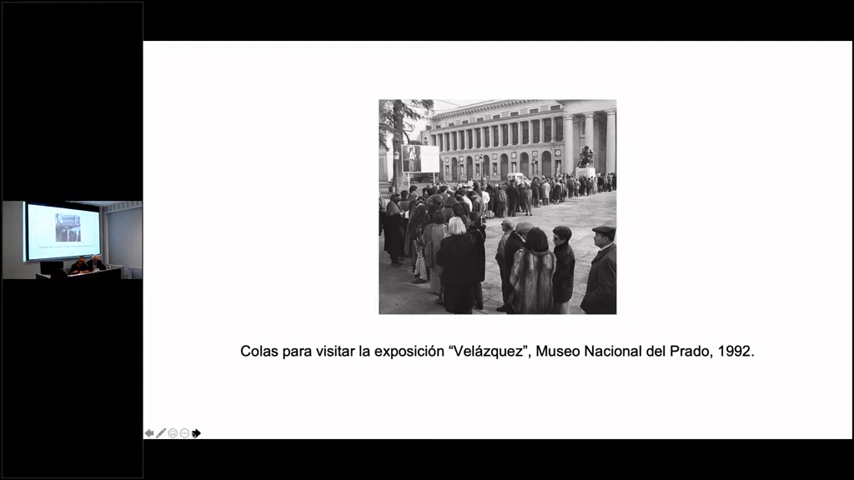 Colas para visitar la exposición “Velázquez”, Museo Nacional del Prado, 1992.